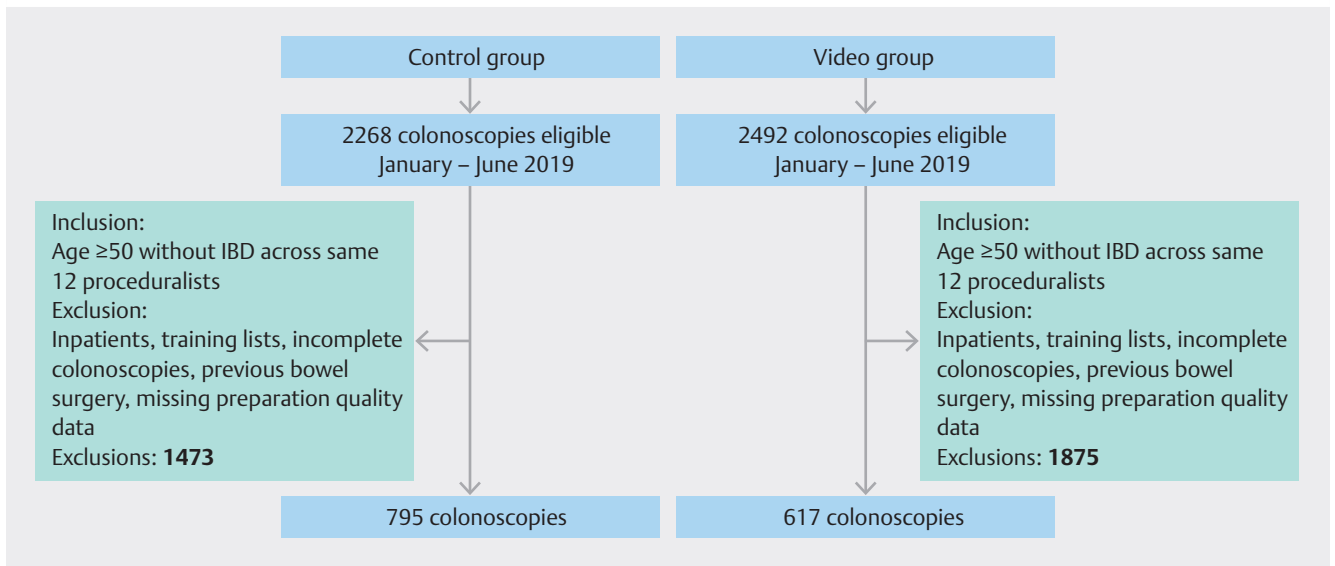 Control group
Video group
2268 colonoscopies eligible
January – June 2019
2492 colonoscopies eligible
January – June 2019
Inclusion:
Age ≥50 without IBD across same
12 proceduralists
Exclusion:
Inpatients, training lists, incomplete
colonoscopies, previous bowel
surgery, missing preparation quality
data
Exclusions: 1473
Inclusion:
Age ≥50 without IBD across same
12 proceduralists
Exclusion:
Inpatients, training lists, incomplete
colonoscopies, previous bowel
surgery, missing preparation quality
data
Exclusions: 1875
795 colonoscopies
617 colonoscopies